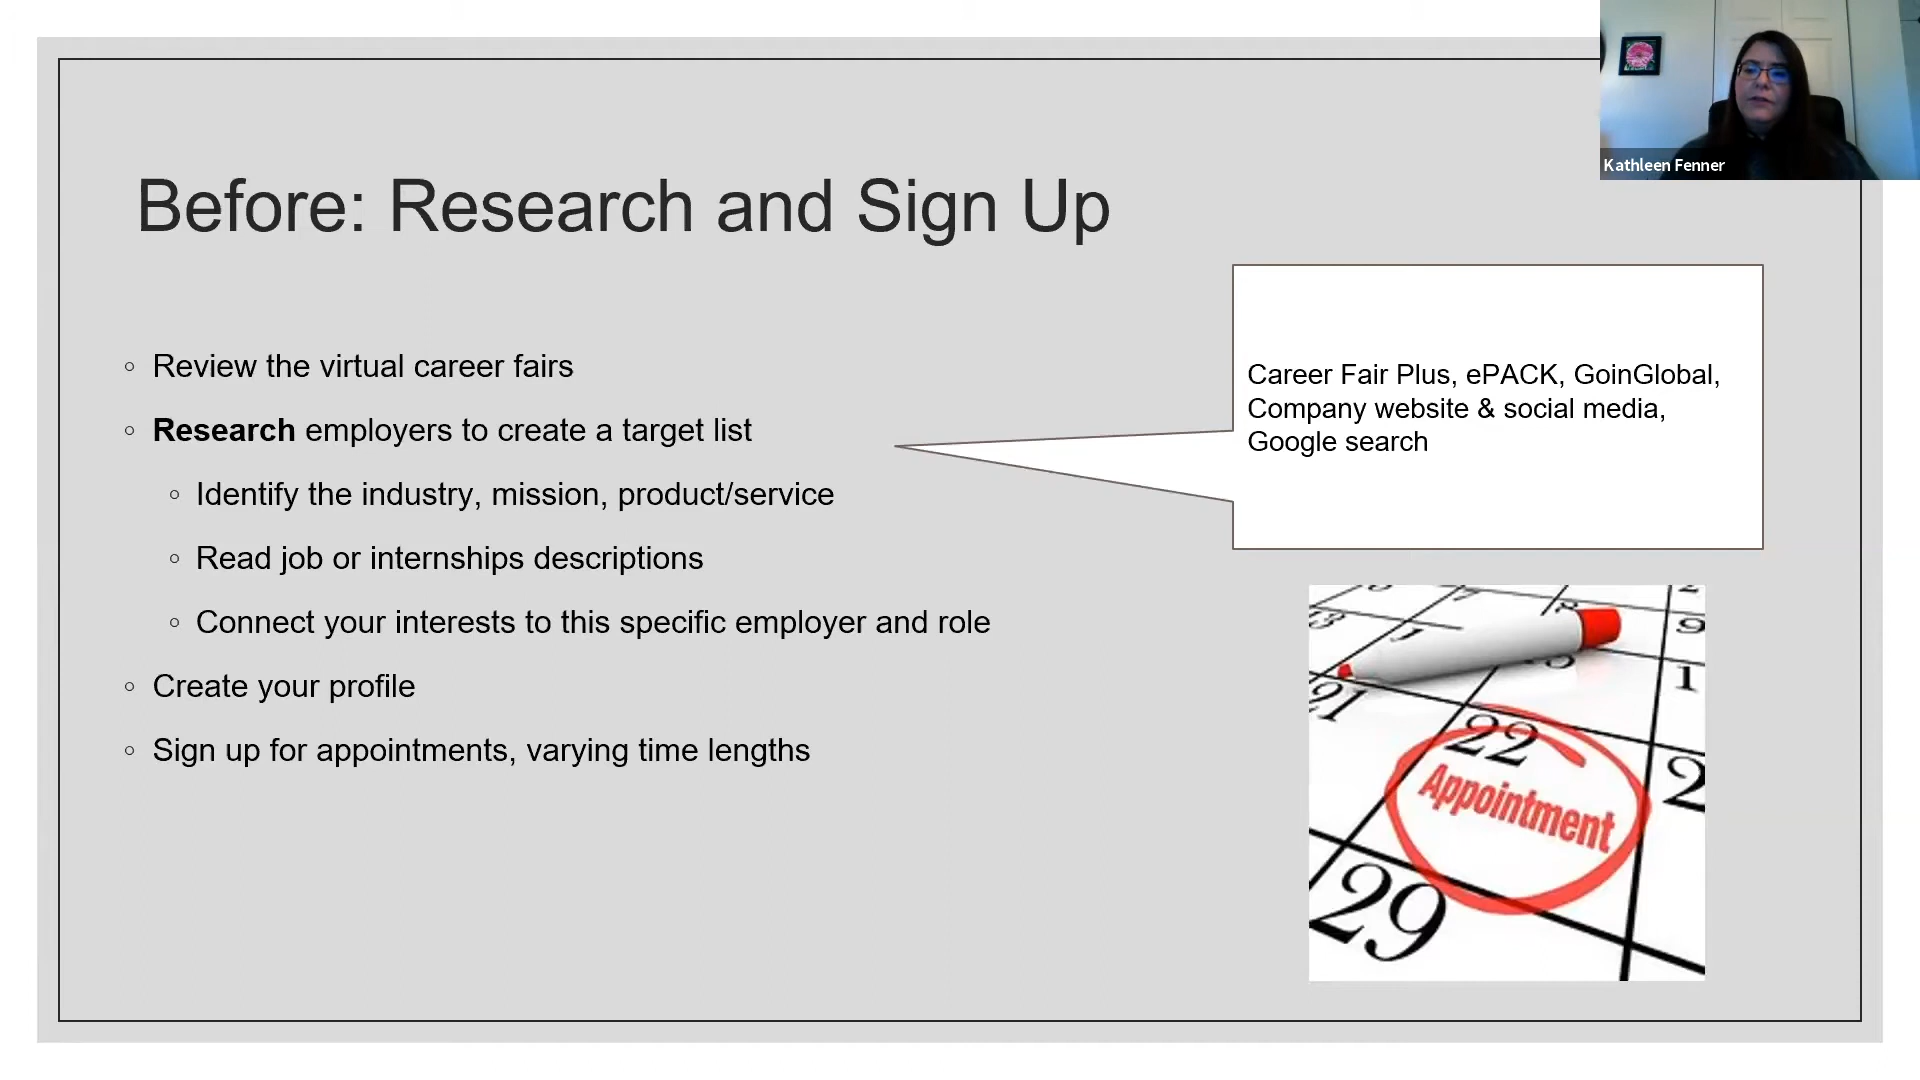 Kathleen Fenner
Before: Research and Sign Up
Review the virtual career fairs
Research employers to create a target list
Identify the industry, mission, product/service
Read job or internships descriptions
Connect your interests to this specific employer and role
Create your profile
Sign up for appointments, varying time lengths
Career Fair Plus, ePACK, GoinGlobal,
Company website & social media,
Google search
7
9
21
22
Appointment
29